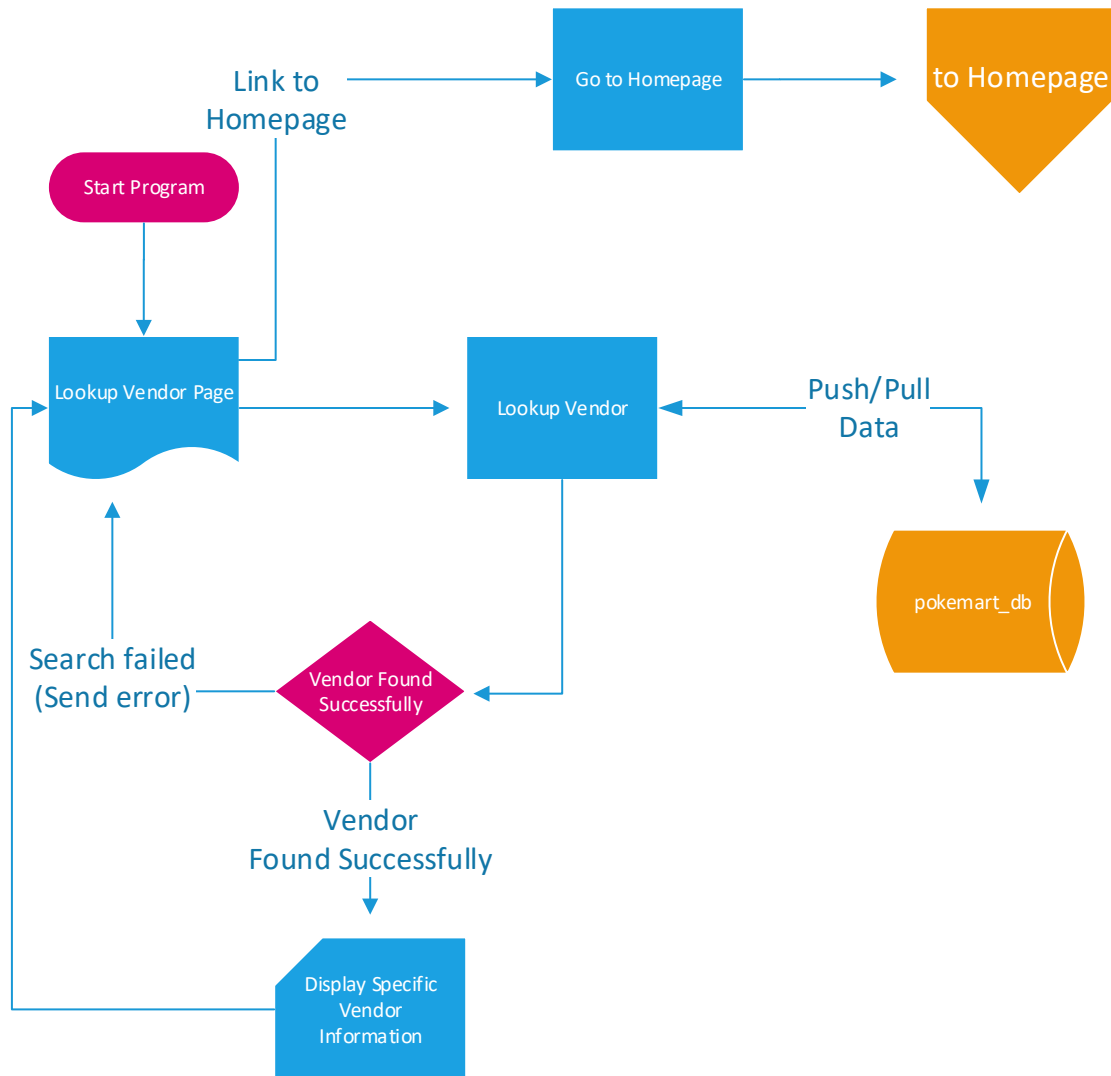 Link to
Homepage
Go to Homepage
to Homepage
Start Program
Lookup Vendor Page
Lookup Vendor
Push/Pull
Data
pokemart_db
Search failed
(Send error)
Vendor Found
Successfully
Vendor
Found Successfully
Display Specific
Vendor
Information